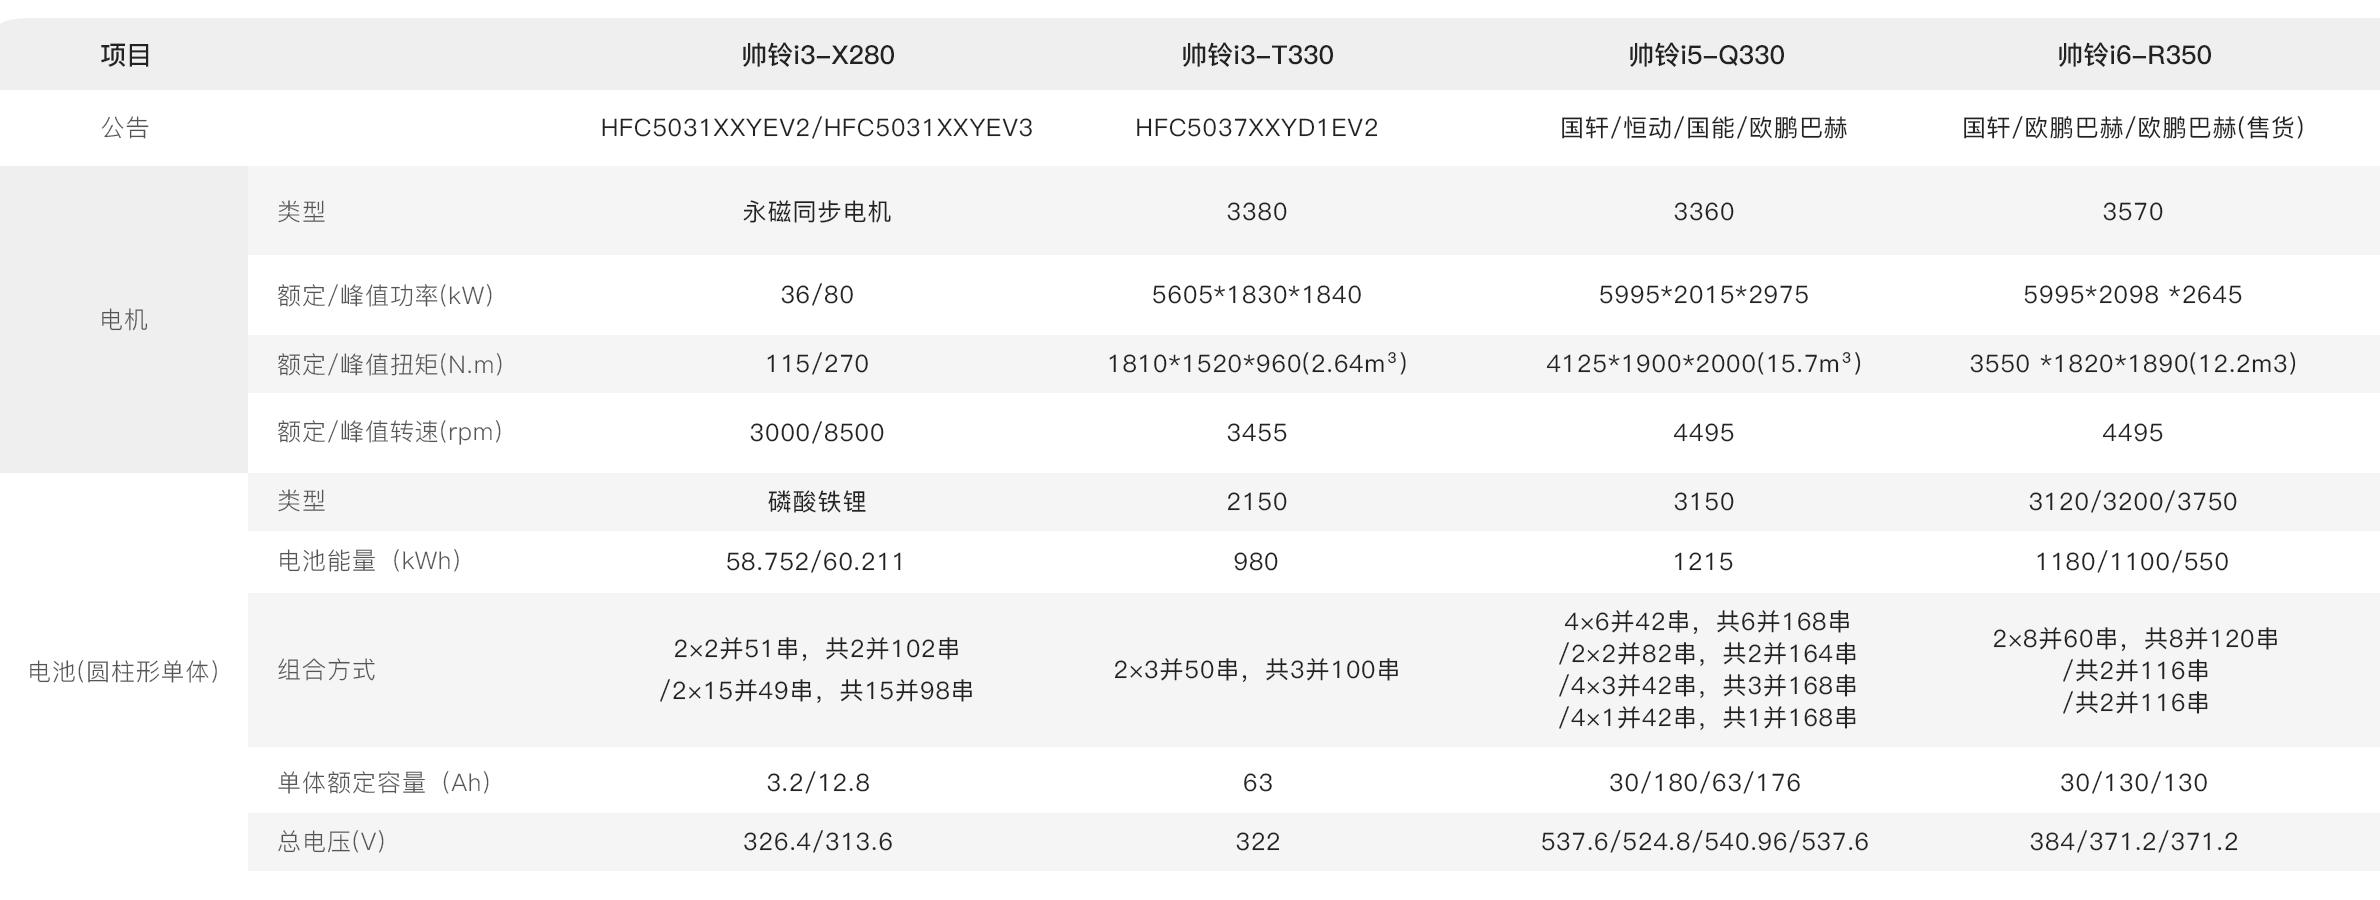 项目 帅铃i3-X280 帅铃i3-T330 帅铃i5-Q330 帅铃i6-R350
公告 HFC5031XXYEV2/HFC5031XXYEV3 HFC5037XXYD1EV2 国轩/恒动/国能/欧鹏巴赫 国轩/欧鹏巴赫/欧鹏巴赫(售货)
电机
类型 永磁同步电机 3380 3360 3570
额定/峰值功率(kW) 36/80 5605*1830*1840 5995*2015*2975 5995*2098 *2645
额定/峰值扭矩(N.m) 115/270 1810*1520*960(2.64m³) 4125*1900*2000(15.7m³) 3550 *1820*1890(12.2m3)
额定/峰值转速(rpm) 3000/8500 3455 4495 4495
电池(圆柱形单体)
类型 磷酸铁锂 2150 3150 3120/3200/3750
电池能量（kWh） 58.752/60.211 980 1215 1180/1100/550
组合方式
2×2并51串，共2并102串
/2×15并49串，共15并98串
2×3并50串，共3并100串
4×6并42串，共6并168串
/2×2并82串，共2并164串
/4×3并42串，共3并168串
/4×1并42串，共1并168串
2×8并60串，共8并120串
/共2并116串
/共2并116串
单体额定容量（Ah） 3.2/12.8 63 30/180/63/176 30/130/130
总电压(V) 326.4/313.6 322 537.6/524.8/540.96/537.6 384/371.2/371.2